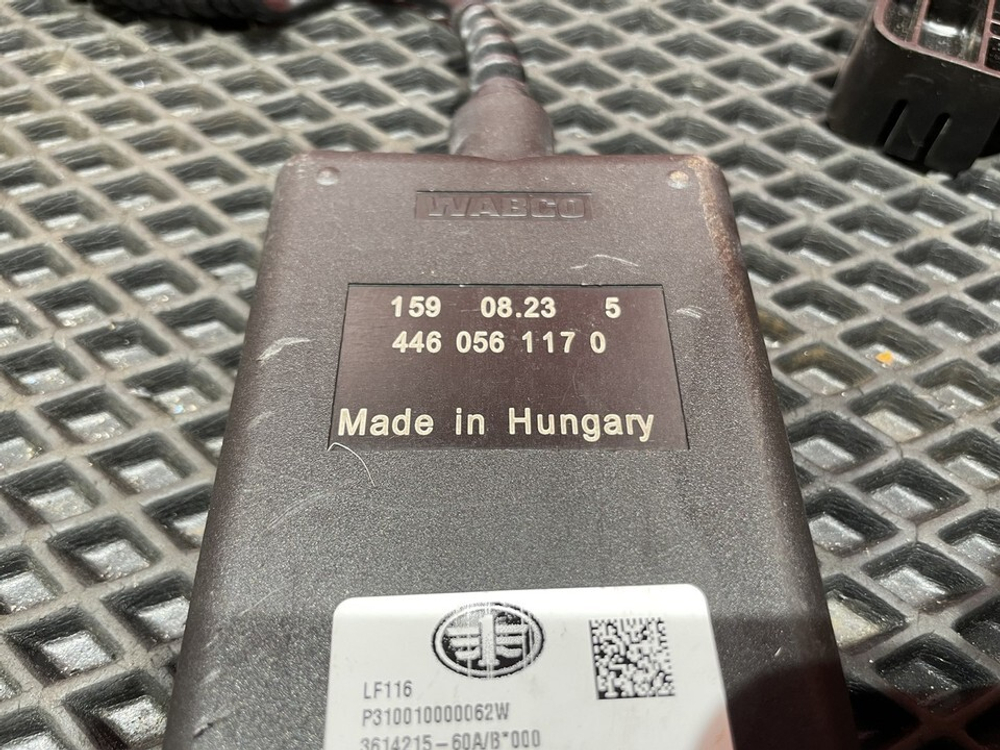 WABCO
159 08.23 5
446 056 117 0
Made in Hungary
LF116
P310010000062W
3614215-60A/B*000